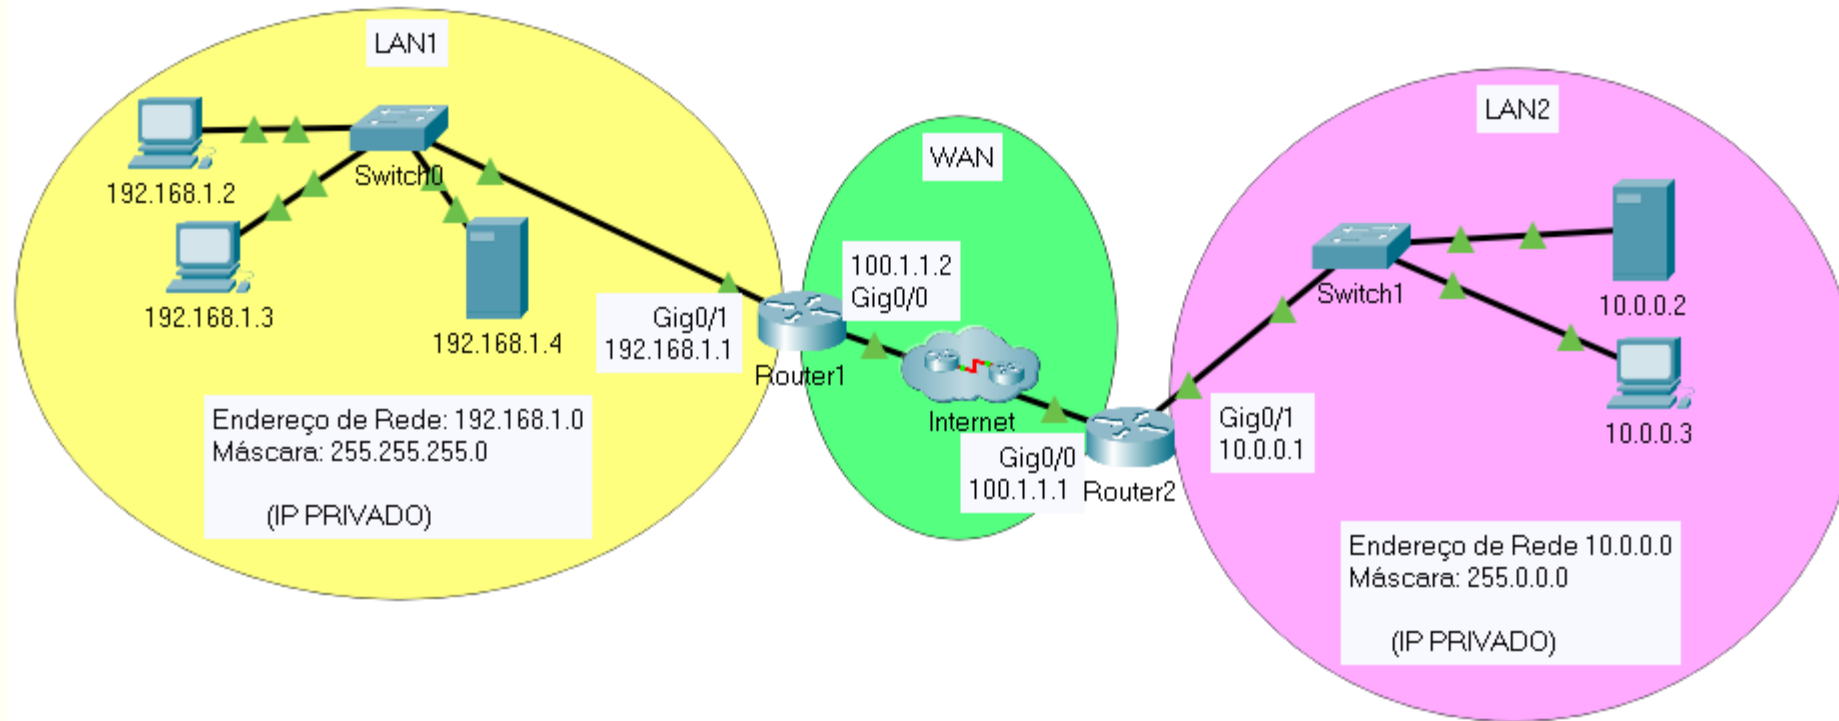 LAN1
192.168.1.2
Switch0
192.168.1.3
192.168.1.4
Gig0/1
192.168.1.1
Router1
Endereço de Rede: 192.168.1.0
Máscara: 255.255.255.0
(IP PRIVADO)
WAN
100.1.1.2
Gig0/0
Internet
Gig0/0
100.1.1.1
Router2
LAN2
Switch1
10.0.0.2
10.0.0.3
Gig0/1
10.0.0.1
Endereço de Rede 10.0.0.0
Máscara: 255.0.0.0
(IP PRIVADO)